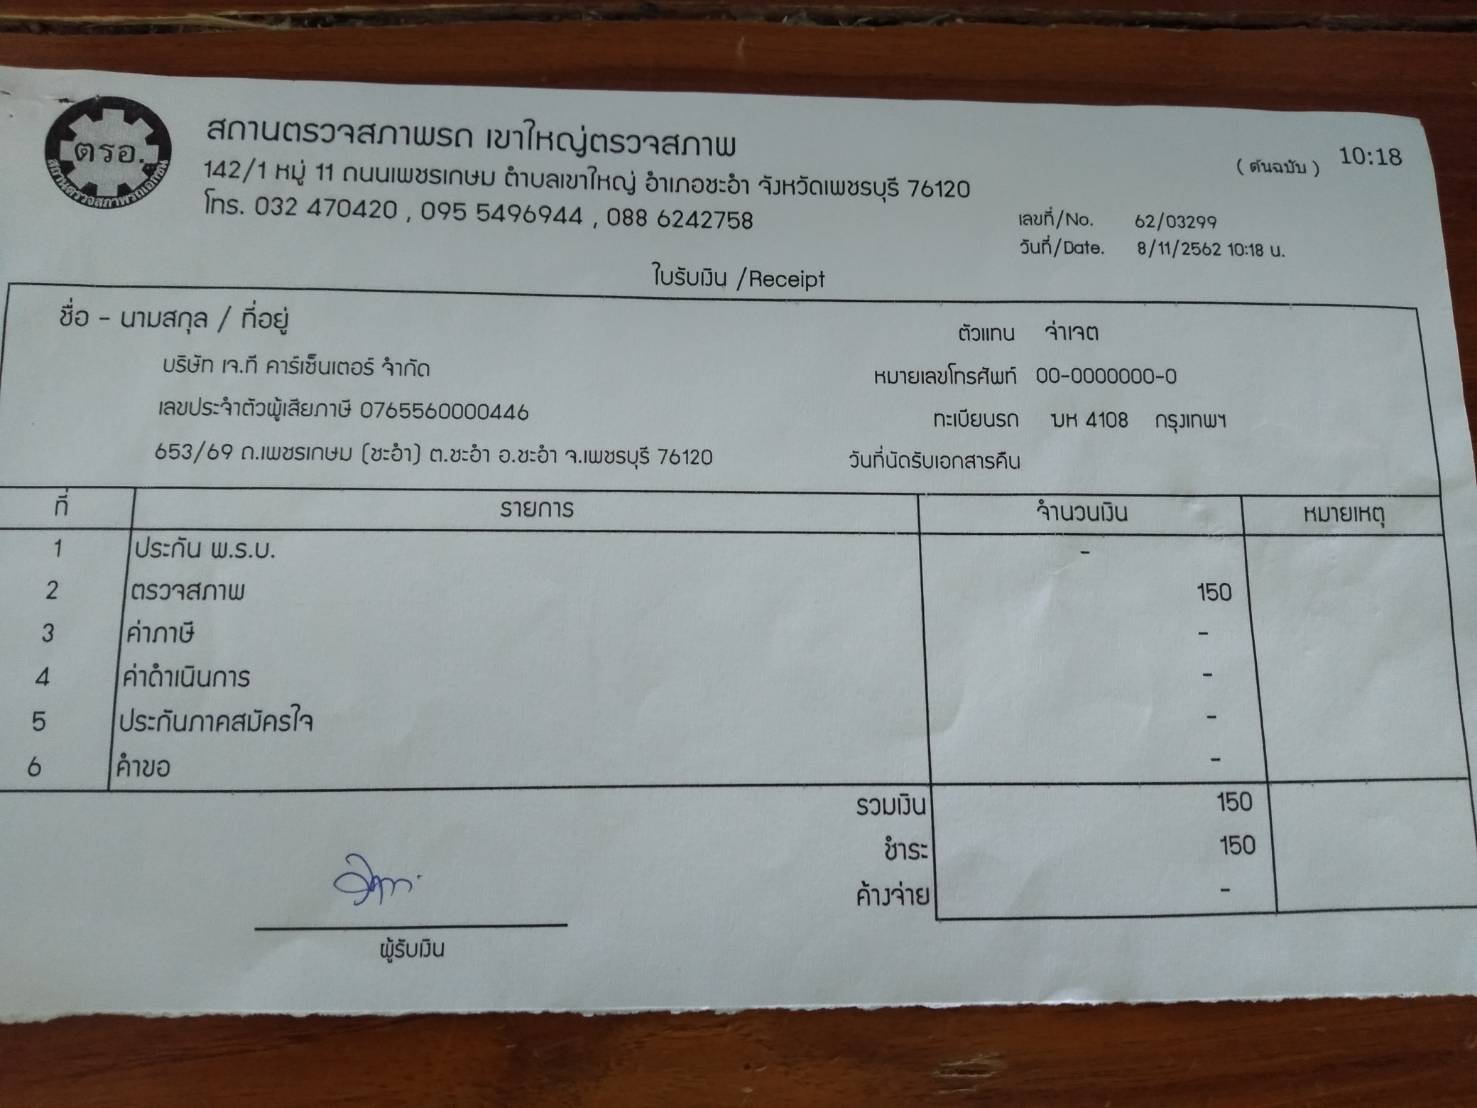 ตรอ.
สถานตรวจสภาพรถเอกชน
สถานตรวจสภาพรถ เขาใหญ่ตรวจสภาพ
142/1 หมู่ 11 ถนนเพชรเกษม ตำบลเขาใหญ่ อำเภอชะอำ จังหวัดเพชรบุรี 76120
โทร. 032 470420 , 095 5496944 , 088 6242758
( ต้นฉบับ ) 10:18
เลขที่/No. 62/03299
วันที่/Date. 8/11/2562 10:18 น.
ใบรับเงิน /Receipt
ชื่อ - นามสกุล / ที่อยู่
บริษัท เจ.ที คาร์เซ็นเตอร์ จำกัด
เลขประจำตัวผู้เสียภาษี 0765560000446
653/69 ถ.เพชรเกษม (ชะอำ) ต.ชะอำ อ.ชะอำ จ.เพชรบุรี 76120
ตัวแทน จ่าเจต
หมายเลขโทรศัพท์ 00-0000000-0
ทะเบียนรถ บห 4108 กรุงเทพฯ
วันที่นัดรับเอกสารคืน
ที่ รายการ จำนวนเงิน หมายเหตุ
1 ประกัน พ.ร.บ. -
2 ตรวจสภาพ 150
3 ค่าภาษี -
4 ค่าดำเนินการ -
5 ประกันภาคสมัครใจ -
6 คำขอ -
รวมเงิน 150
ชำระ 150
ค้างจ่าย -
ผู้รับเงิน